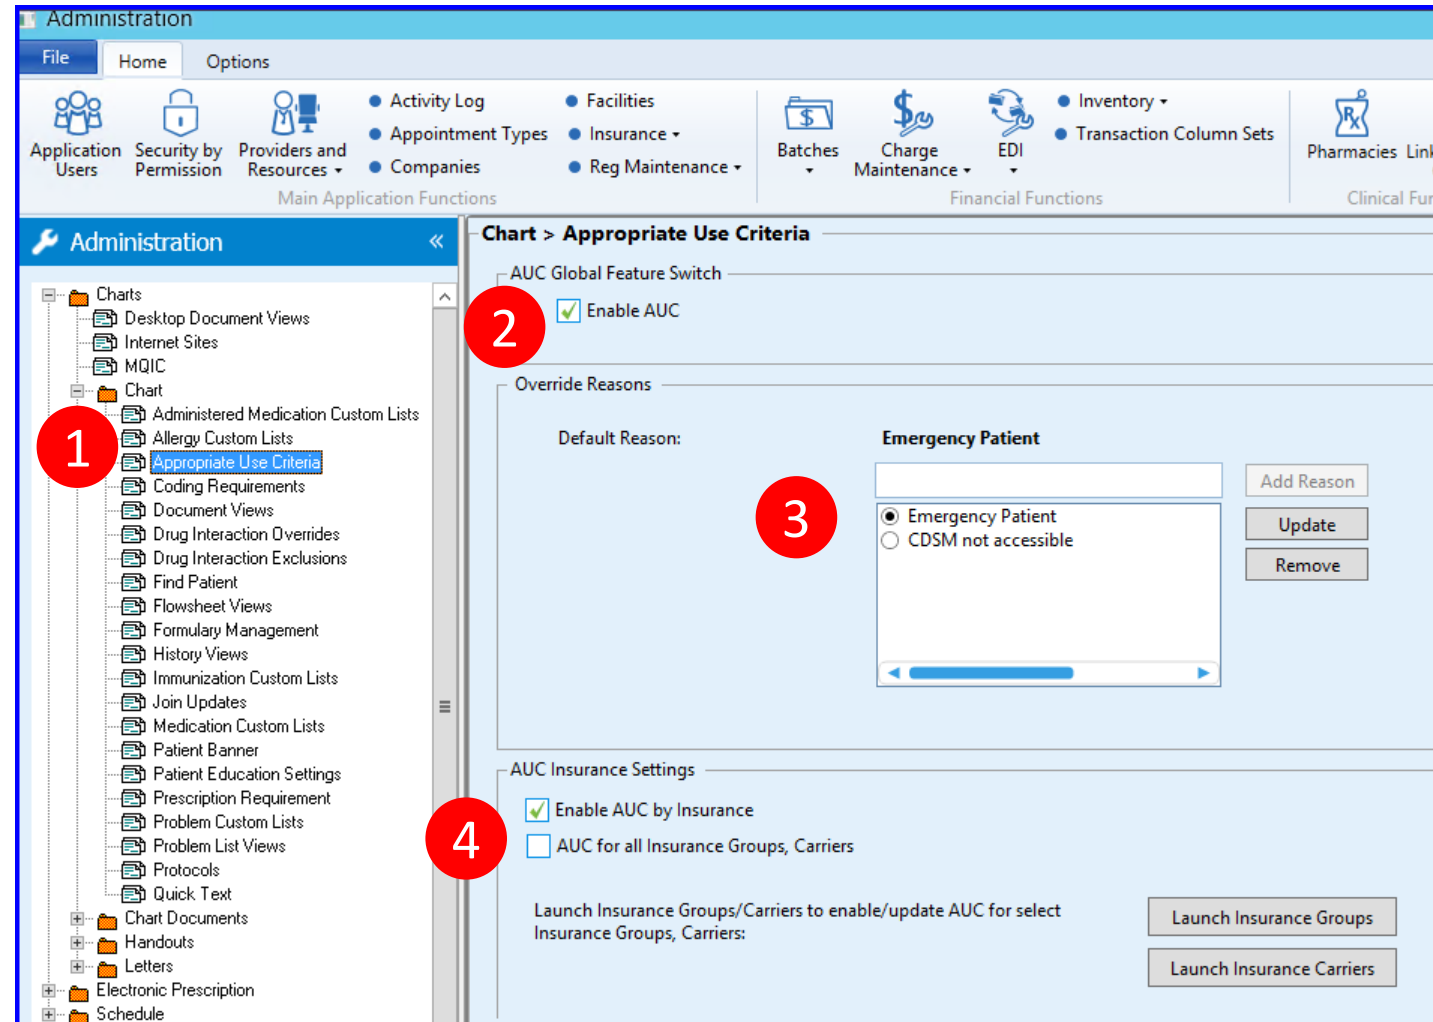 Administration
File
Home
Options
Application Users
Security by Permission
Providers and Resources
Activity Log
Appointment Types
Companies
Facilities
Insurance
Reg Maintenance
Main Application Functions
Batches
Charge Maintenance
EDI
Inventory
Transaction Column Sets
Financial Functions
Pharmacies
Clinical
Administration
«
Charts
Desktop Document Views
Internet Sites
MQIC
Chart
Administered Medication Custom Lists
1
Allergy Custom Lists
Appropriate Use Criteria
Coding Requirements
Document Views
Drug Interaction Overrides
Drug Interaction Exclusions
Find Patient
Flowsheet Views
Formulary Management
History Views
Immunization Custom Lists
Join Updates
Medication Custom Lists
Patient Banner
Patient Education Settings
Prescription Requirement
Problem Custom Lists
Problem List Views
Protocols
Quick Text
Chart Documents
Handouts
Letters
Electronic Prescription
Schedule
Chart > Appropriate Use Criteria
AUC Global Feature Switch
2
Enable AUC
Override Reasons
Default Reason:
Emergency Patient
Add Reason
3
Emergency Patient
CDSM not accessible
Update
Remove
AUC Insurance Settings
4
Enable AUC by Insurance
AUC for all Insurance Groups, Carriers
Launch Insurance Groups/Carriers to enable/update AUC for select
Insurance Groups, Carriers:
Launch Insurance Groups
Launch Insurance Carriers